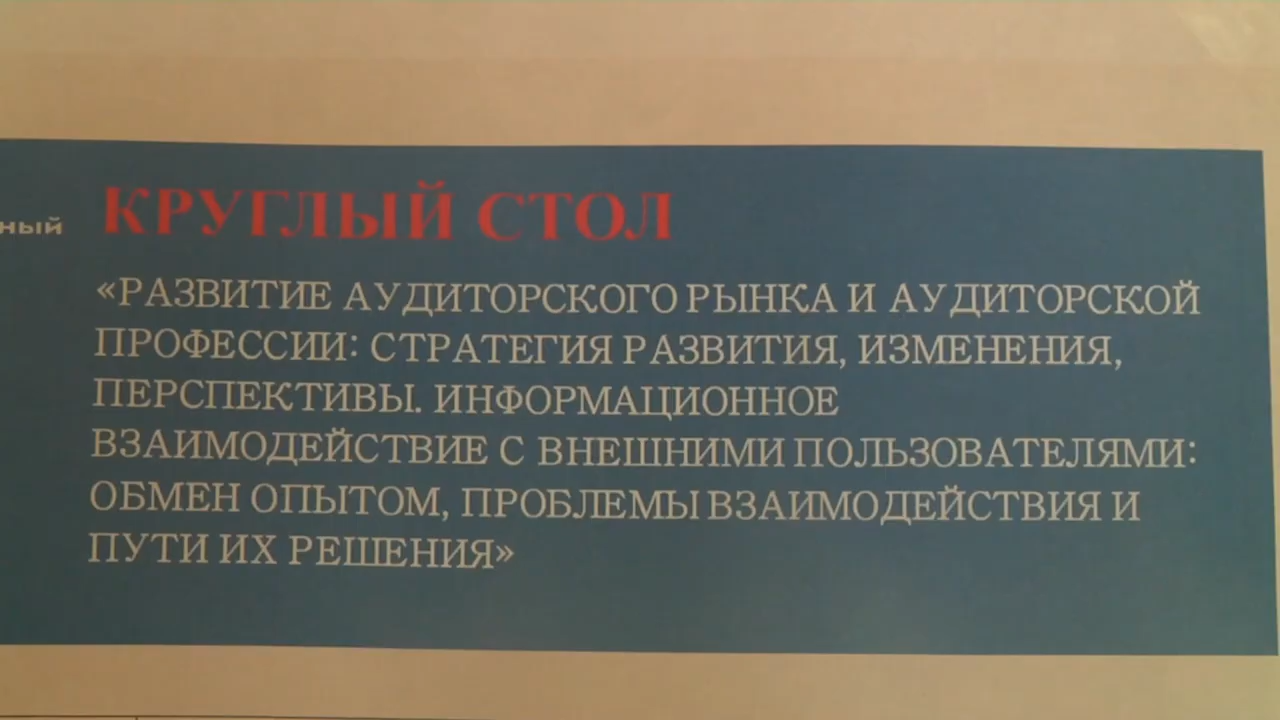 КРУГЛЫЙ СТОЛ
«РАЗВИТИЕ АУДИТОРСКОГО РЫНКА И АУДИТОРСКОЙ
ПРОФЕССИИ: СТРАТЕГИЯ РАЗВИТИЯ, ИЗМЕНЕНИЯ,
ПЕРСПЕКТИВЫ. ИНФОРМАЦИОННОЕ
ВЗАИМОДЕЙСТВИЕ С ВНЕШНИМИ ПОЛЬЗОВАТЕЛЯМИ:
ОБМЕН ОПЫТОМ, ПРОБЛЕМЫ ВЗАИМОДЕЙСТВИЯ И
ПУТИ ИХ РЕШЕНИЯ»